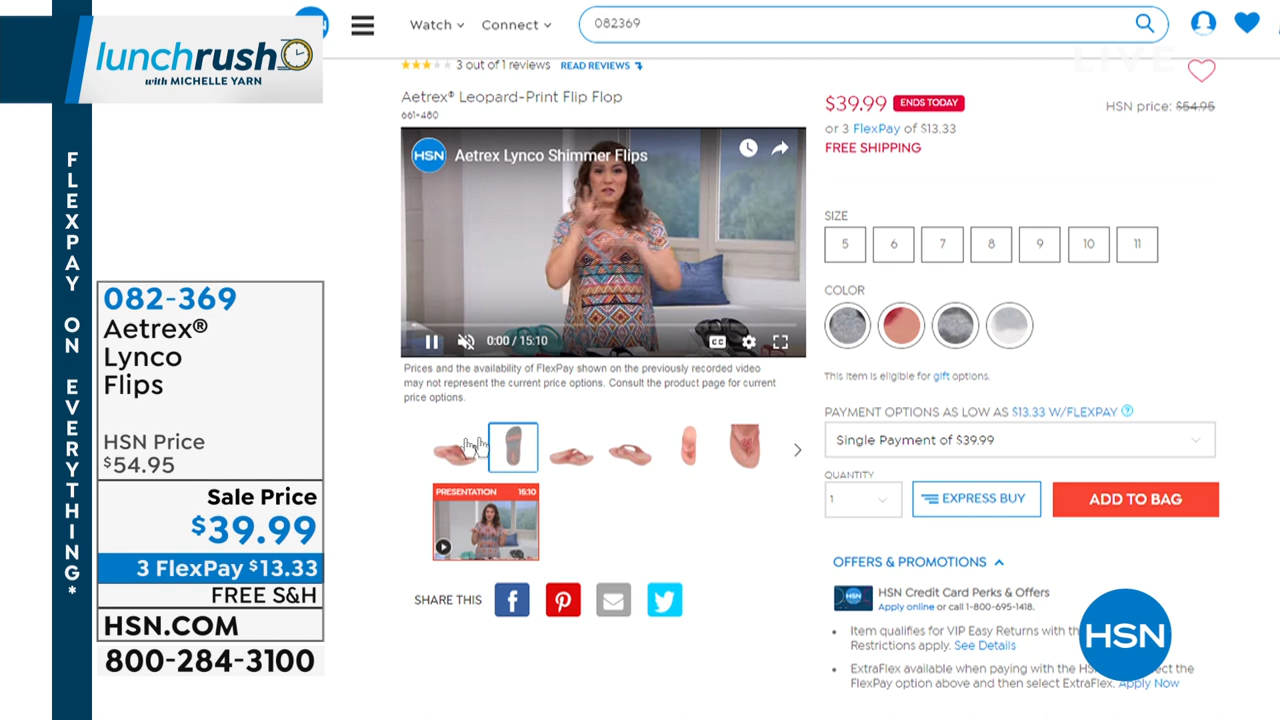 lunchrush
with MICHELLE YARN
FLEXPAY ON EVERYTHING*
082-369
Aetrex®
Lynco
Flips
HSN Price
$54.95
Sale Price
$39.99
3 FlexPay $13.33
FREE S&H
HSN.COM
800-284-3100
Watch
Connect
082369
LIVE
3 out of 1 reviews
READ REVIEWS
Aetrex® Leopard-Print Flip Flop
661-480
HSN
Aetrex Lynco Shimmer Flips
0:00 / 15:10
CC
Prices and the availability of FlexPay shown on the previously recorded video
may not represent the current price options. Consult the product page for current
price options.
PRESENTATION 15:10
SHARE THIS
$39.99 ENDS TODAY
HSN price: $54.95
or 3 FlexPay of $13.33
FREE SHIPPING
SIZE
5 6 7 8 9 10 11
COLOR
This item is eligible for gift options.
PAYMENT OPTIONS AS LOW AS $13.33 W/FLEXPAY ?
Single Payment of $39.99
QUANTITY
1
EXPRESS BUY
ADD TO BAG
OFFERS & PROMOTIONS
HSN
HSN Credit Card Perks & Offers
Apply online or call 1-800-695-1418.
Item qualifies for VIP Easy Returns with th
Restrictions apply. See Details
ExtraFlex available when paying with the HS ect the
FlexPay option above and then select ExtraFlex. Apply Now
HSN